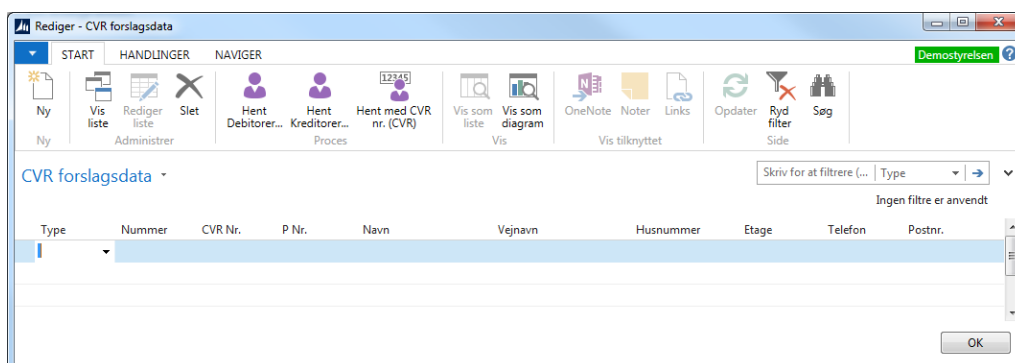 Rediger - CVR forslagsdata
START HANDLINGER NAVIGER Demostyrelsen
Ny Vis liste Rediger liste Slet Hent Debitorer... Hent Kreditorer... 12345 Hent med CVR nr. (CVR) Vis som liste Vis som diagram OneNote Noter Links Opdater Ryd filter Søg
Ny Administrer Proces Vis Vis tilknyttet Side
CVR forslagsdata Skriv for at filtrere (... Type
Ingen filtre er anvendt
Type Nummer CVR Nr. P Nr. Navn Vejnavn Husnummer Etage Telefon Postnr.
OK